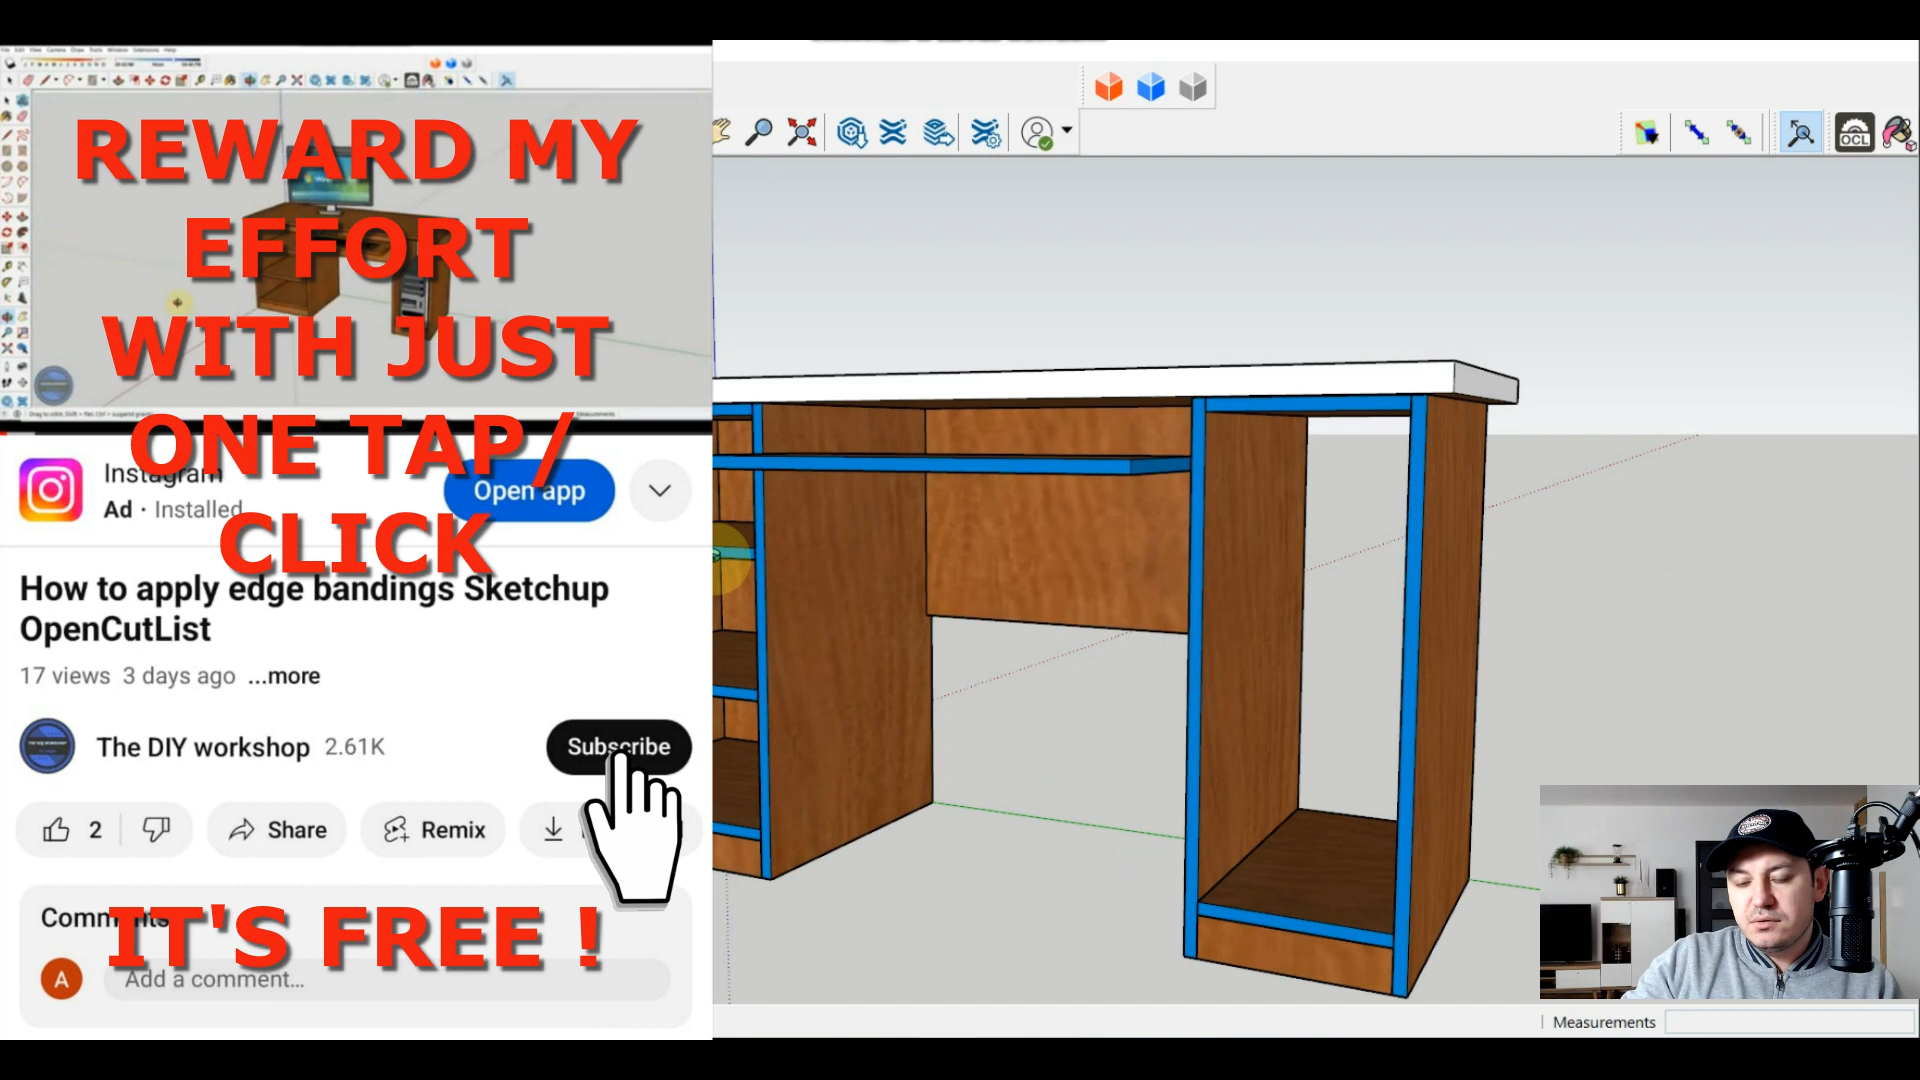 REWARD MY
EFFORT
WITH JUST
ONE TAP/
CLICK
Instagram
Ad · Installed
Open app
How to apply edge bandings Sketchup
OpenCutList
17 views 3 days ago ...more
The DIY workshop 2.61K
Subscribe
2
Share
Remix
Comments
IT'S FREE !
A
Add a comment...
OCL
Measurements